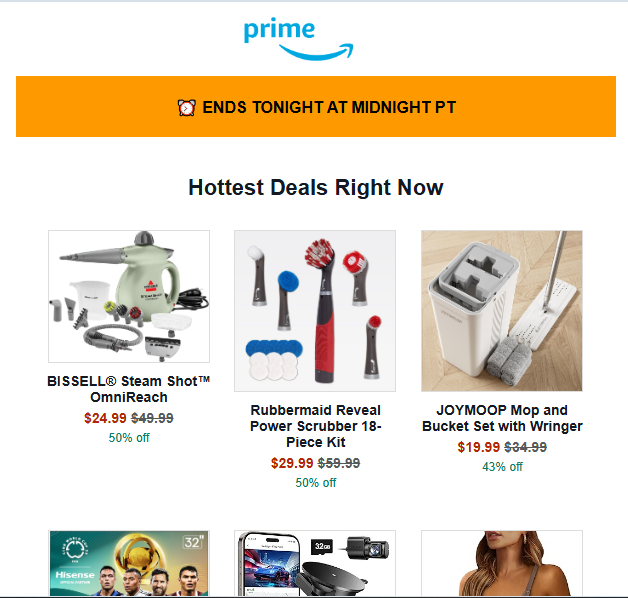 prime
⏰ ENDS TONIGHT AT MIDNIGHT PT
Hottest Deals Right Now
BISSELL
BISSELL® Steam Shot™
OmniReach
$24.99 $49.99
50% off
Rubbermaid Reveal
Power Scrubber 18-
Piece Kit
$29.99 $59.99
50% off
JOYMOOP Mop and
Bucket Set with Wringer
$19.99 $34.99
43% off
32"
Hisense
32GB